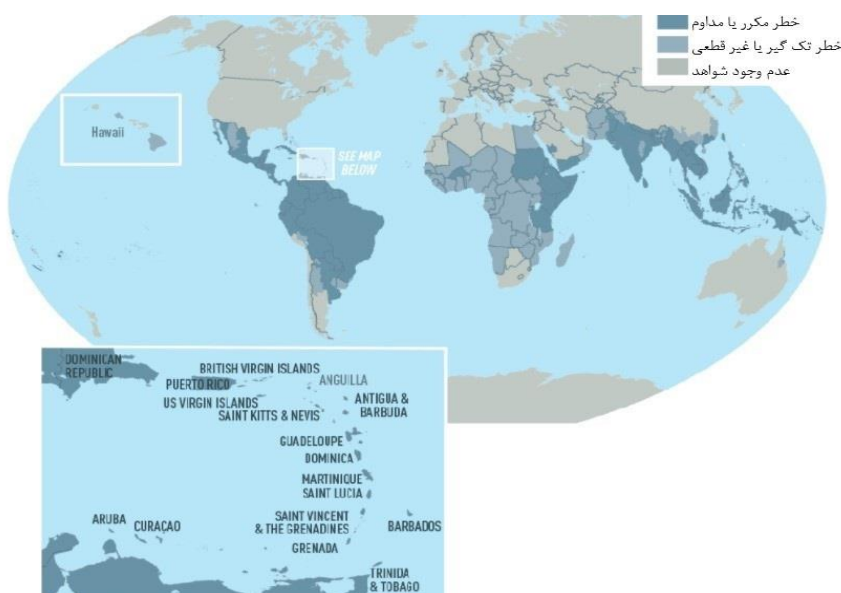 خطر مکرر یا مداوم
خطر تک گیر یا غیر قطعی
عدم وجود شواهد
Hawaii
SEE MAP
BELOW
DOMINICAN
REPUBLIC
BRITISH VIRGIN ISLANDS
PUERTO RICO
ANGUILLA
US VIRGIN ISLANDS
ANTIGUA &
BARBUDA
SAINT KITTS & NEVIS
GUADELOUPE
DOMINICA
MARTINIQUE
SAINT LUCIA
SAINT VINCENT
& THE GRENADINES
BARBADOS
ARUBA
CURAÇAO
GRENADA
TRINIDA
& TOBAGO